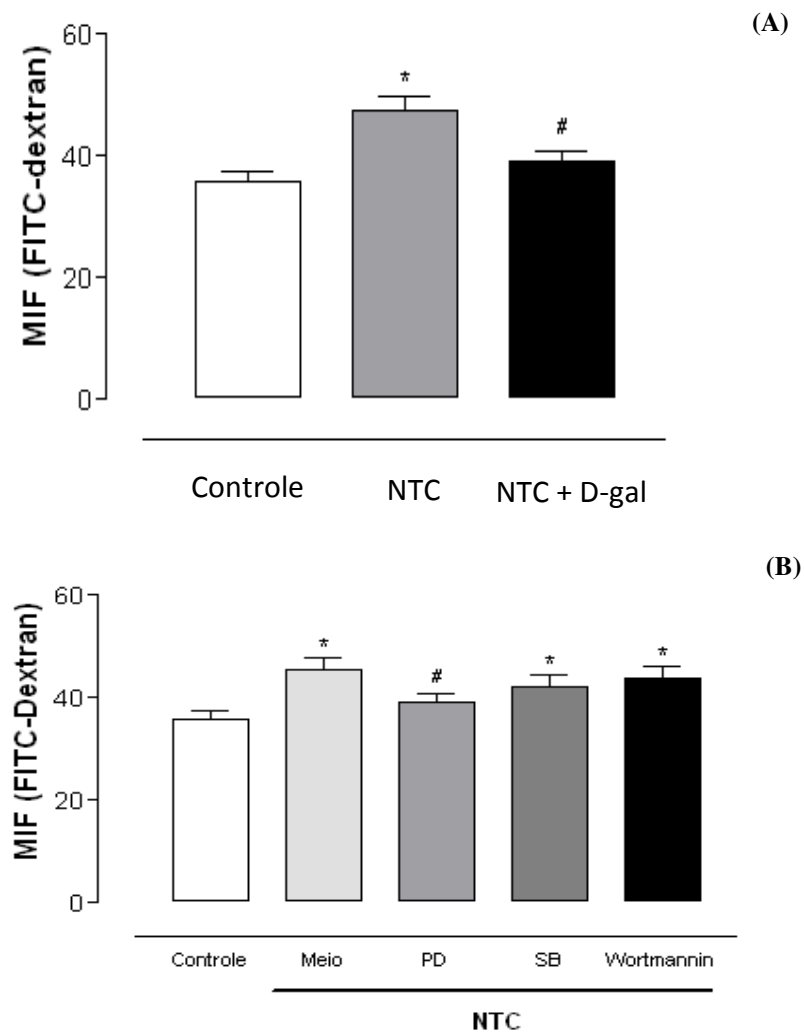 (A)
MIF (FITC-dextran)
60
40
20
0
*
#
Controle NTC NTC + D-gal
(B)
MIF (FITC-Dextran)
60
40
20
0
*
#
*
*
Controle Meio PD SB Wortmannin
NTC